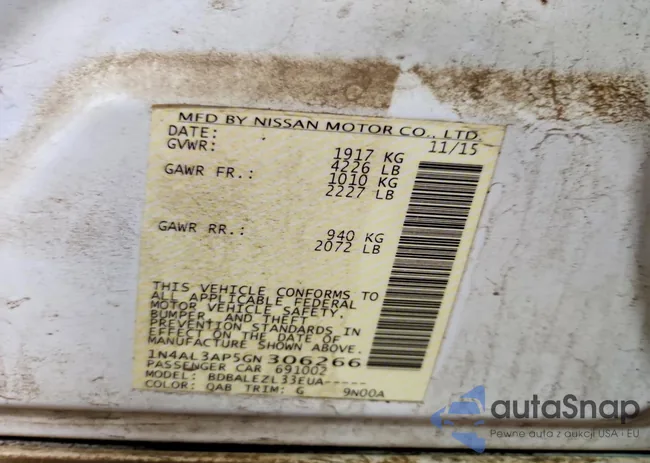 MFD BY NISSAN MOTOR CO., LTD.
DATE: 11/15
GVWR: 1917 KG
4226 LB
GAWR FR.: 1010 KG
2227 LB
GAWR RR.: 940 KG
2072 LB
THIS VEHICLE CONFORMS TO
ALL APPLICABLE FEDERAL
MOTOR VEHICLE SAFETY,
BUMPER, AND THEFT
PREVENTION STANDARDS IN
EFFECT ON THE DATE OF
MANUFACTURE SHOWN ABOVE.
1N4AL3AP5GN306266
PASSENGER CAR 691002
MODEL: BDBALEZL33EUA-----
COLOR: QAB TRIM: G 9N00A
autaSnap
Pewne auta z aukcji USA - EU